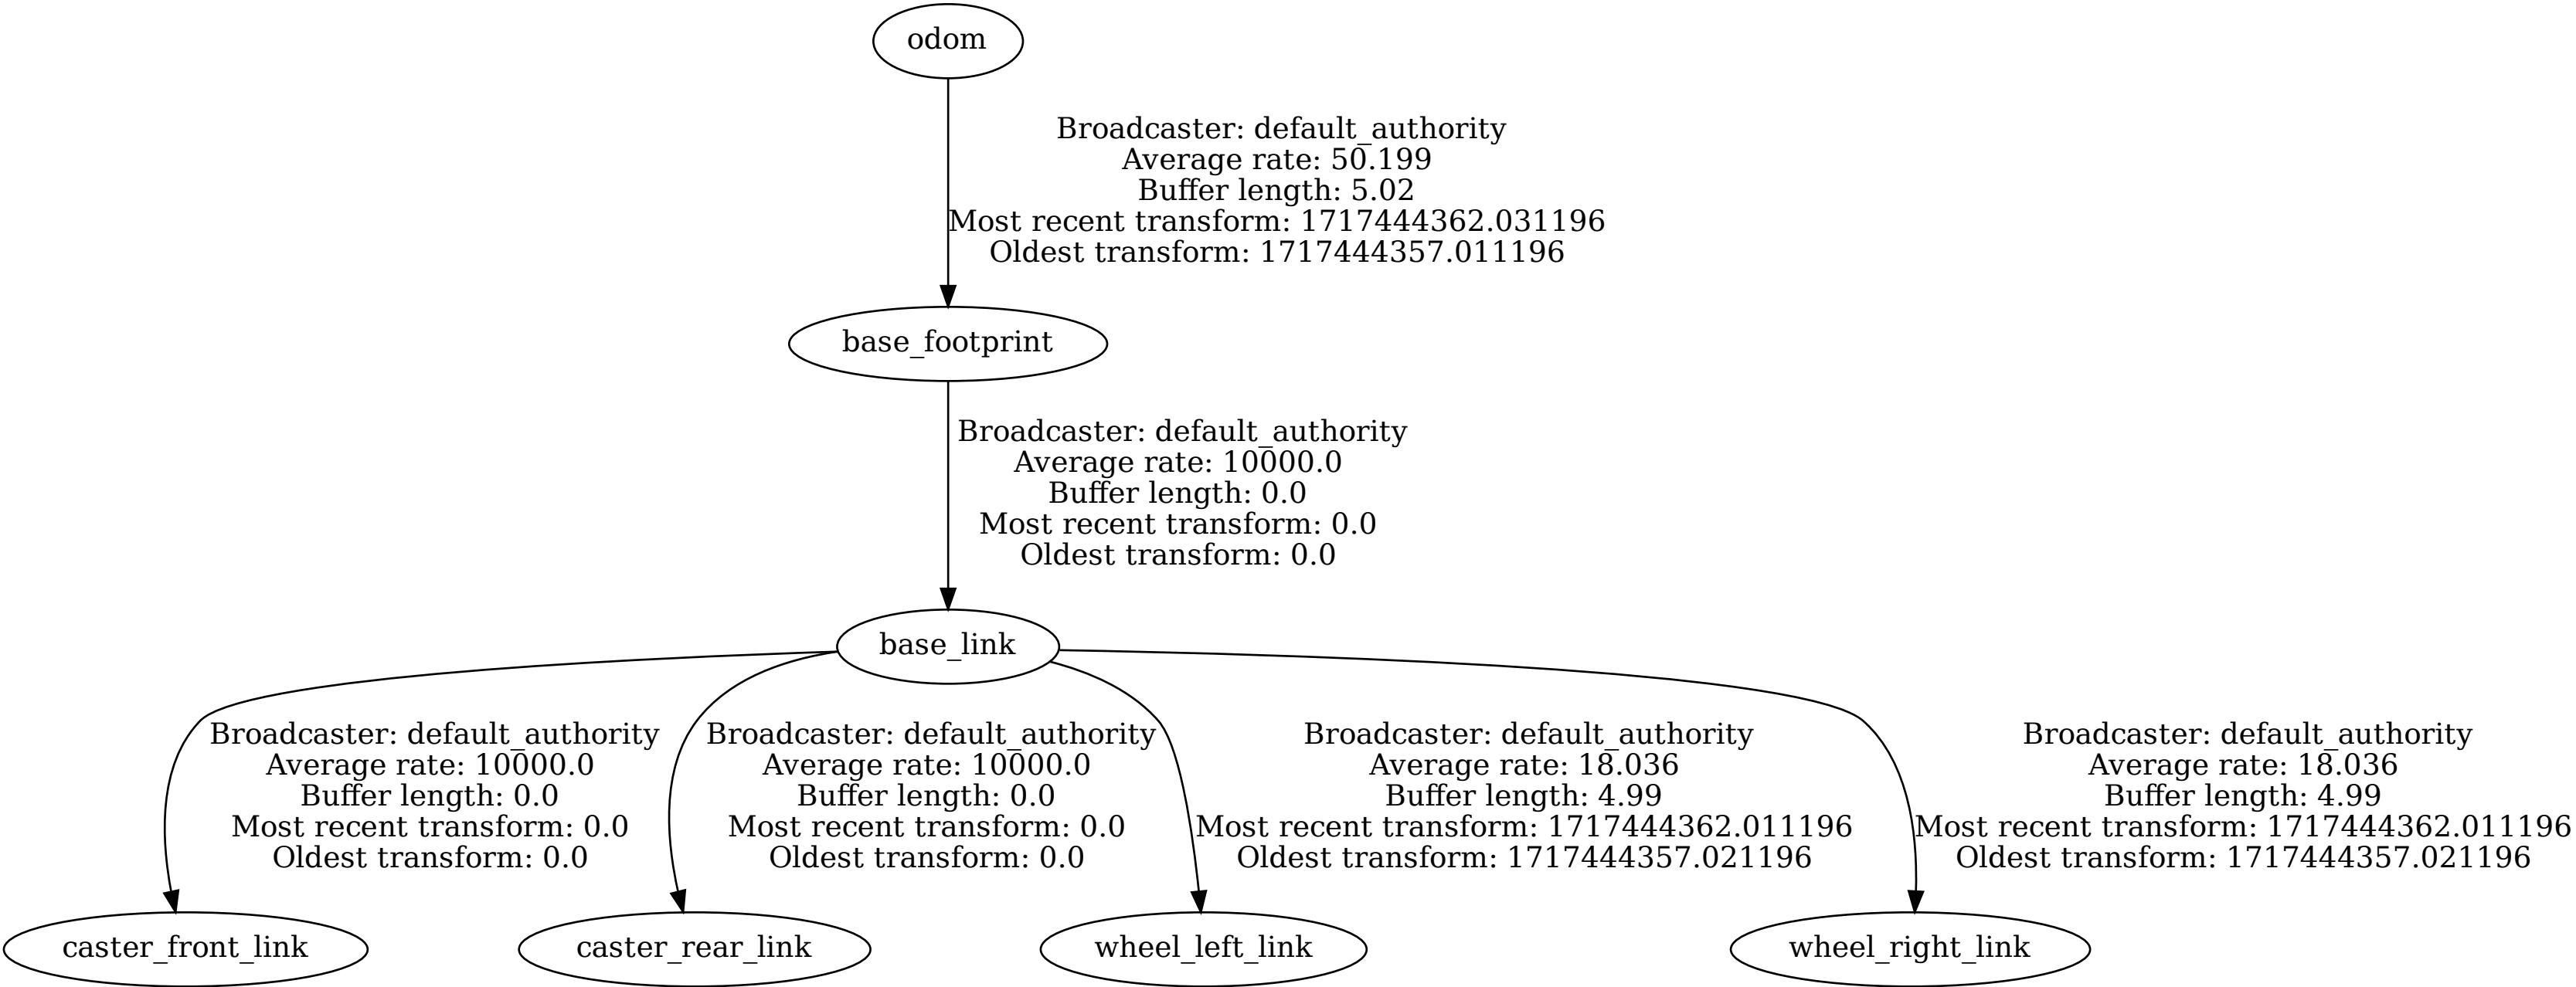 odom
Broadcaster: default_authority
Average rate: 50.199
Buffer length: 5.02
Most recent transform: 1717444362.031196
Oldest transform: 1717444357.011196
base_footprint
Broadcaster: default_authority
Average rate: 10000.0
Buffer length: 0.0
Most recent transform: 0.0
Oldest transform: 0.0
base_link
Broadcaster: default_authority
Average rate: 10000.0
Buffer length: 0.0
Most recent transform: 0.0
Oldest transform: 0.0
Broadcaster: default_authority
Average rate: 10000.0
Buffer length: 0.0
Most recent transform: 0.0
Oldest transform: 0.0
Broadcaster: default_authority
Average rate: 18.036
Buffer length: 4.99
Most recent transform: 1717444362.011196
Oldest transform: 1717444357.021196
Broadcaster: default_authority
Average rate: 18.036
Buffer length: 4.99
Most recent transform: 1717444362.011196
Oldest transform: 1717444357.021196
caster_front_link
caster_rear_link
wheel_left_link
wheel_right_link